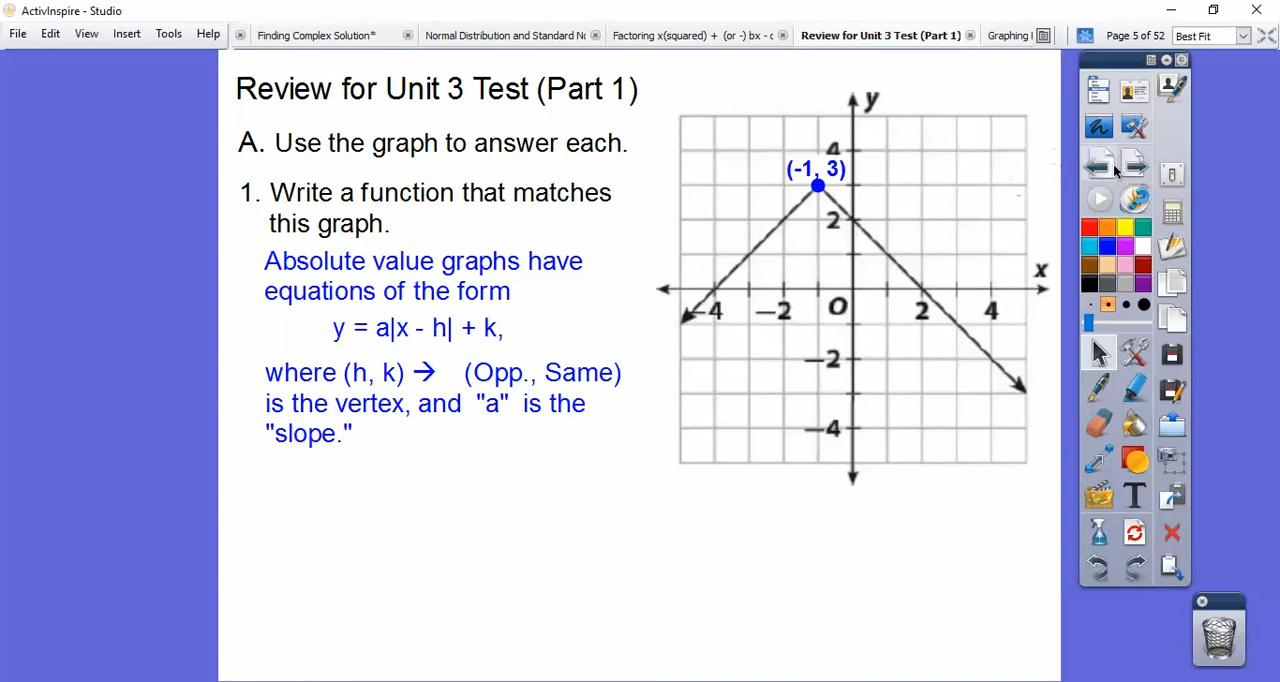 ActivInspire - Studio
File Edit View Insert Tools Help
Finding Complex Solution*
Normal Distribution and Standard No
Factoring x(squared) + (or -) bx - c
Review for Unit 3 Test (Part 1)
Graphing
Page 5 of 52
Best Fit
Review for Unit 3 Test (Part 1)
A. Use the graph to answer each.
1. Write a function that matches
this graph.
Absolute value graphs have
equations of the form
y = a|x - h| + k,
where (h, k) → (Opp., Same)
is the vertex, and "a" is the
"slope."
y
4
(-1, 3)
2
x
-4 -2 O 2 4
-2
-4
T